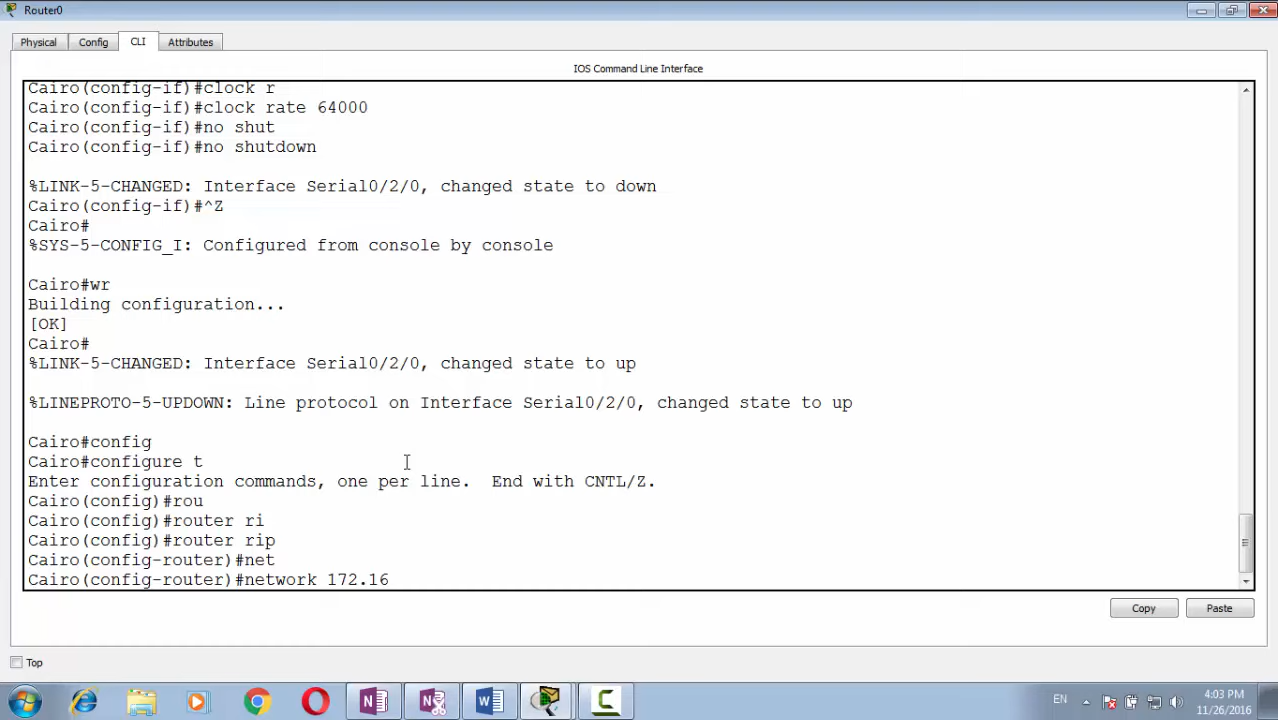 Router0
Physical
Config
CLI
Attributes
IOS Command Line Interface
Cairo(config-if)#clock r
Cairo(config-if)#clock rate 64000
Cairo(config-if)#no shut
Cairo(config-if)#no shutdown
%LINK-5-CHANGED: Interface Serial0/2/0, changed state to down
Cairo(config-if)#^Z
Cairo#
%SYS-5-CONFIG_I: Configured from console by console
Cairo#wr
Building configuration...
[OK]
Cairo#
%LINK-5-CHANGED: Interface Serial0/2/0, changed state to up
%LINEPROTO-5-UPDOWN: Line protocol on Interface Serial0/2/0, changed state to up
Cairo#config
Cairo#configure t
Enter configuration commands, one per line.  End with CNTL/Z.
Cairo(config)#rou
Cairo(config)#router ri
Cairo(config)#router rip
Cairo(config-router)#net
Cairo(config-router)#network 172.16
Copy
Paste
Top
EN
4:03 PM
11/26/2016